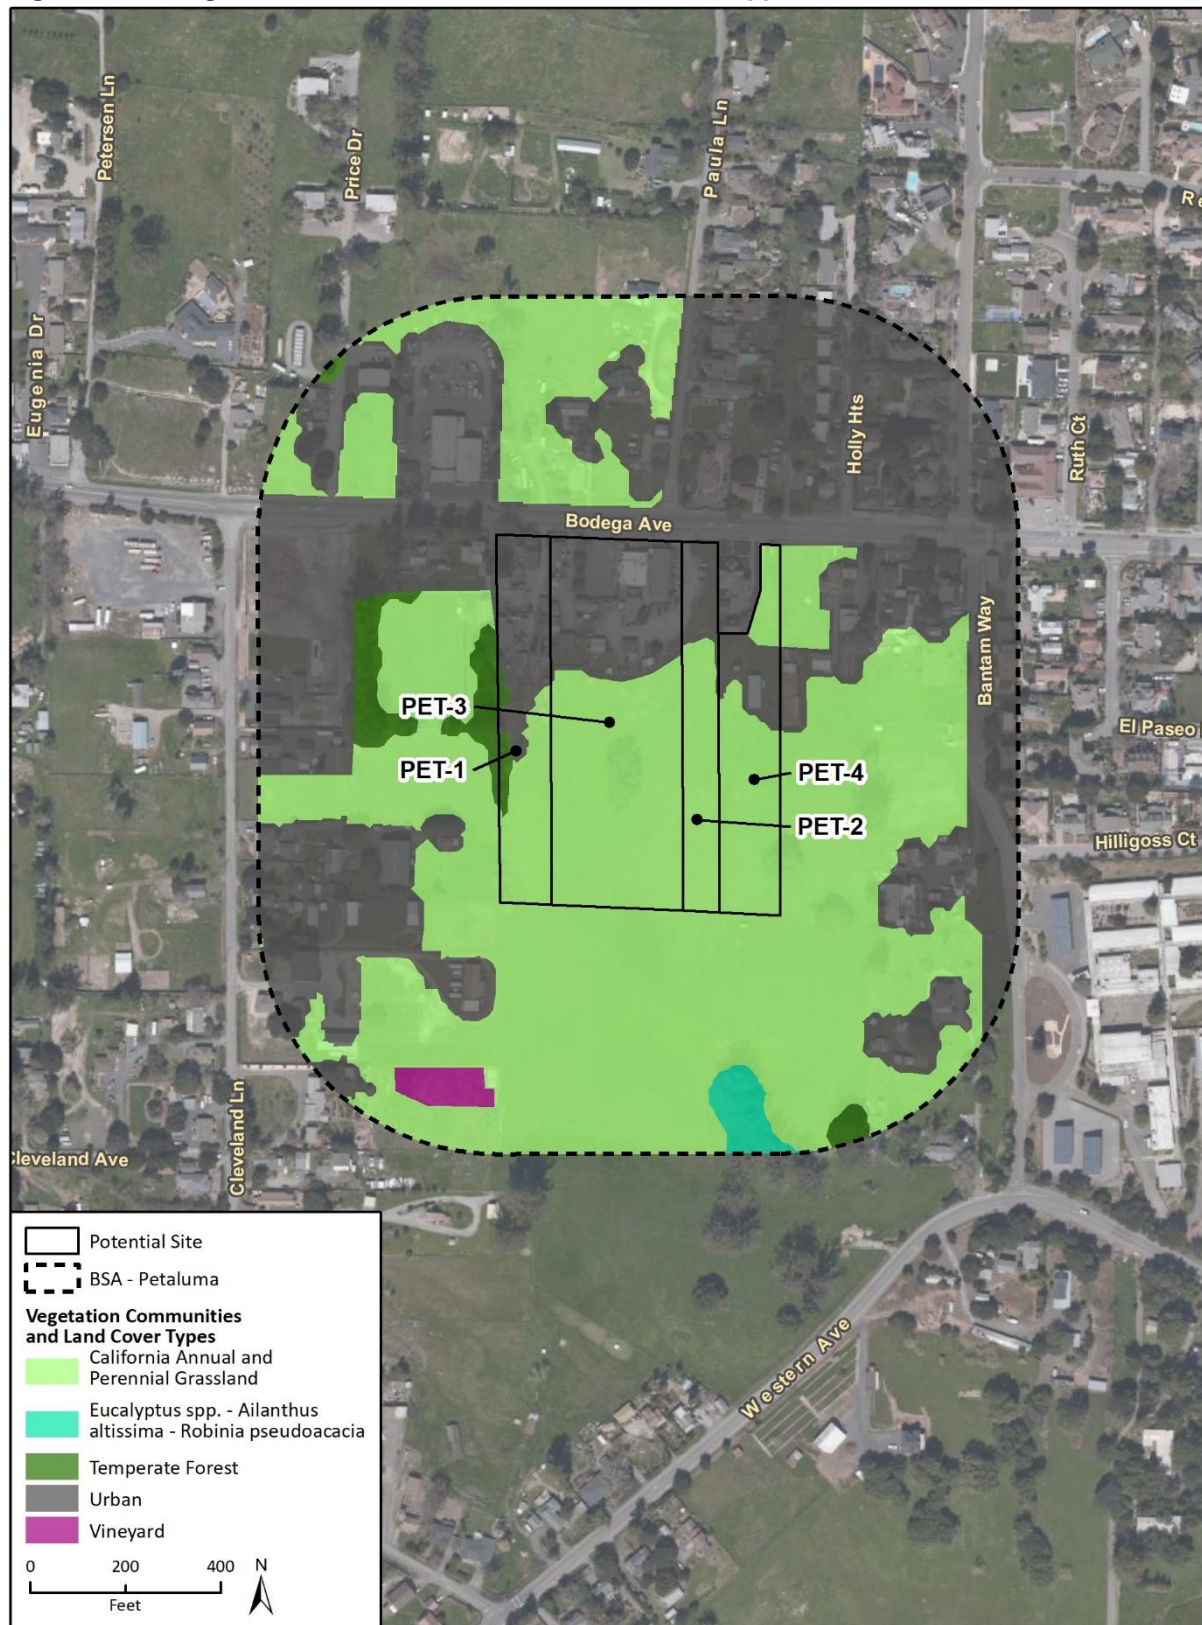 Petersen Ln
Price Dr
Paula Ln
Eugenia Dr
Holly Hts
Ruth Ct
Bodega Ave
Bantam Way
PET-3
PET-1
PET-4
PET-2
El Paseo
Hilligoss Ct
Cleveland Ln
Cleveland Ave
Western Ave
Potential Site
BSA - Petaluma
Vegetation Communities
and Land Cover Types
California Annual and
Perennial Grassland
Eucalyptus spp. - Ailanthus
altissima - Robinia pseudoacacia
Temperate Forest
Urban
Vineyard
0 200 400 N
Feet